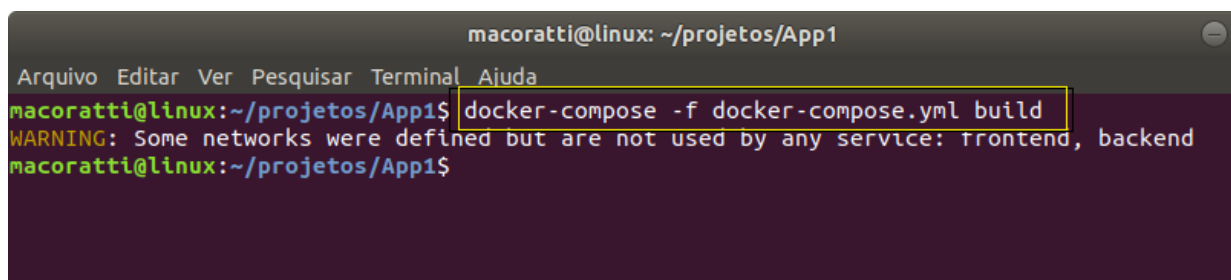 macoratti@linux: ~/projetos/App1
Arquivo Editar Ver Pesquisar Terminal Ajuda
macoratti@linux:~/projetos/App1$ docker-compose -f docker-compose.yml build
WARNING: Some networks were defined but are not used by any service: frontend, backend
macoratti@linux:~/projetos/App1$